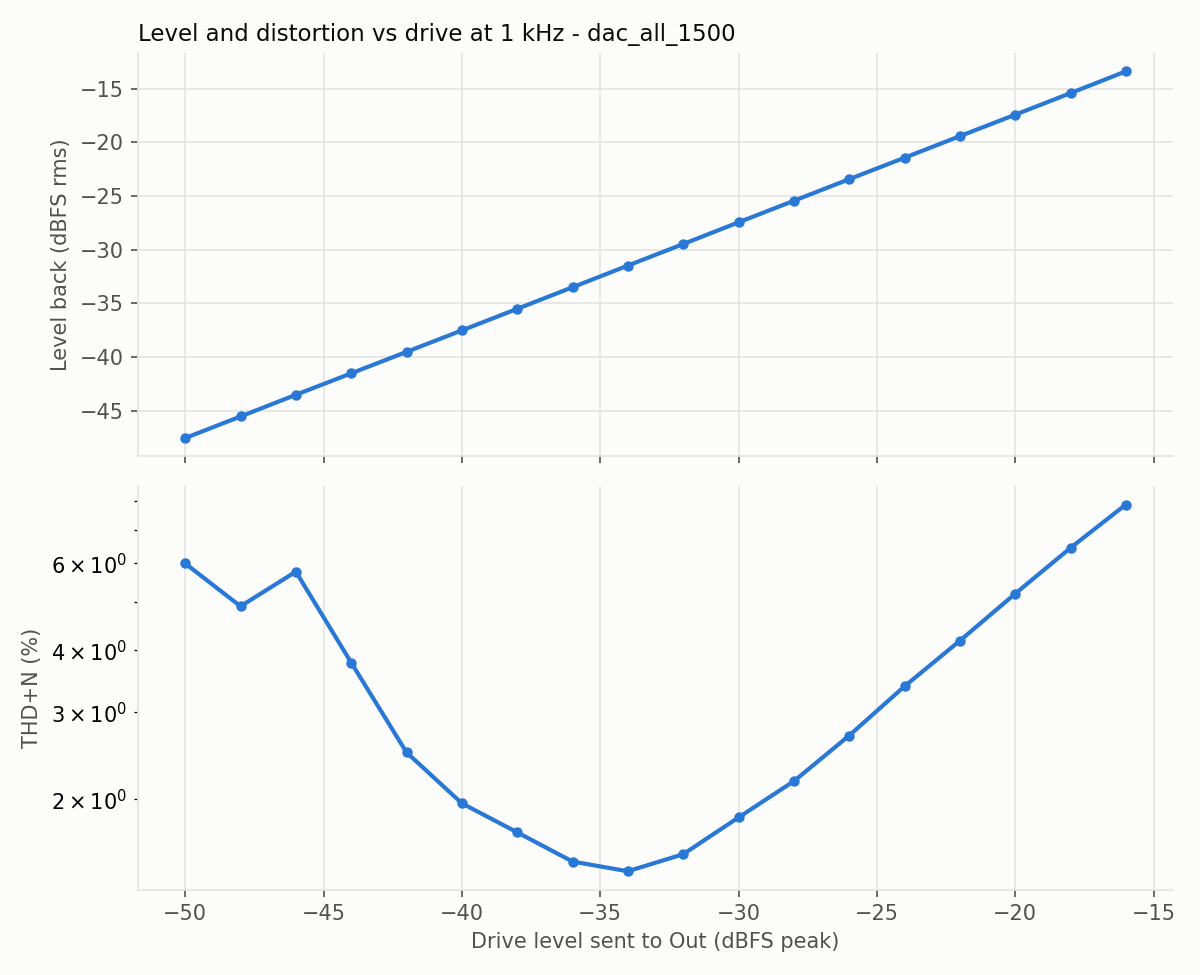 Level and distortion vs drive at 1 kHz - dac_all_1500
Level back (dBFS rms)
−15
−20
−25
−30
−35
−40
−45
THD+N (%)
6 × 10⁰
4 × 10⁰
3 × 10⁰
2 × 10⁰
−50 −45 −40 −35 −30 −25 −20 −15
Drive level sent to Out (dBFS peak)